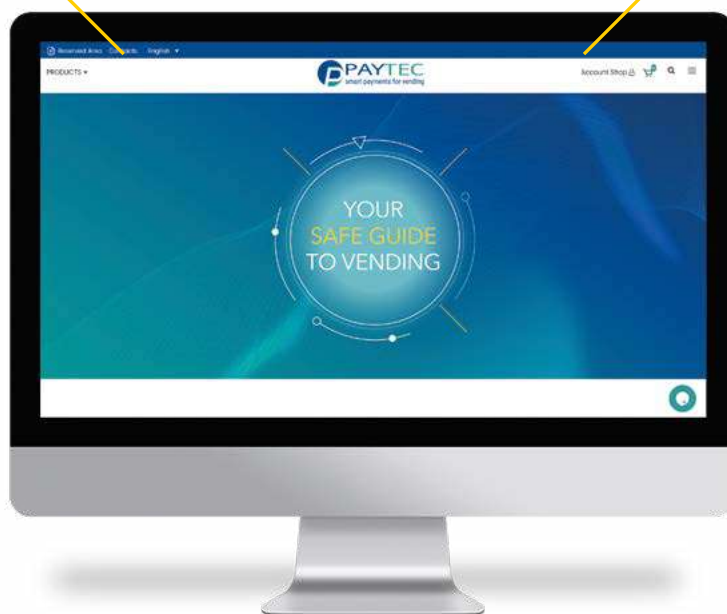 Reserved Area Contacts English
PRODUCTS
PAYTEC
smart payments for vending
Account Shop
YOUR
SAFE GUIDE
TO VENDING